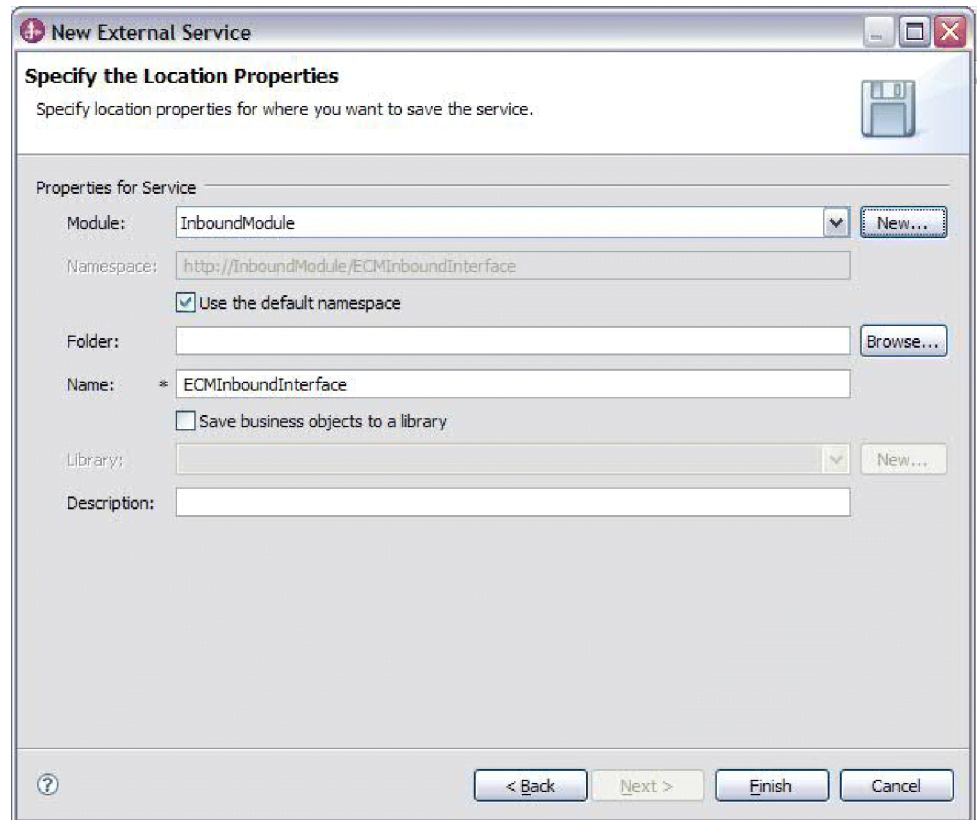 New External Service
Specify the Location Properties
Specify location properties for where you want to save the service.
Properties for Service
Module: InboundModule New...
Namespace: http://InboundModule/ECMInboundInterface
Use the default namespace
Folder: Browse...
Name: * ECMInboundInterface
Save business objects to a library
Library: New...
Description:
? < Back Next > Finish Cancel